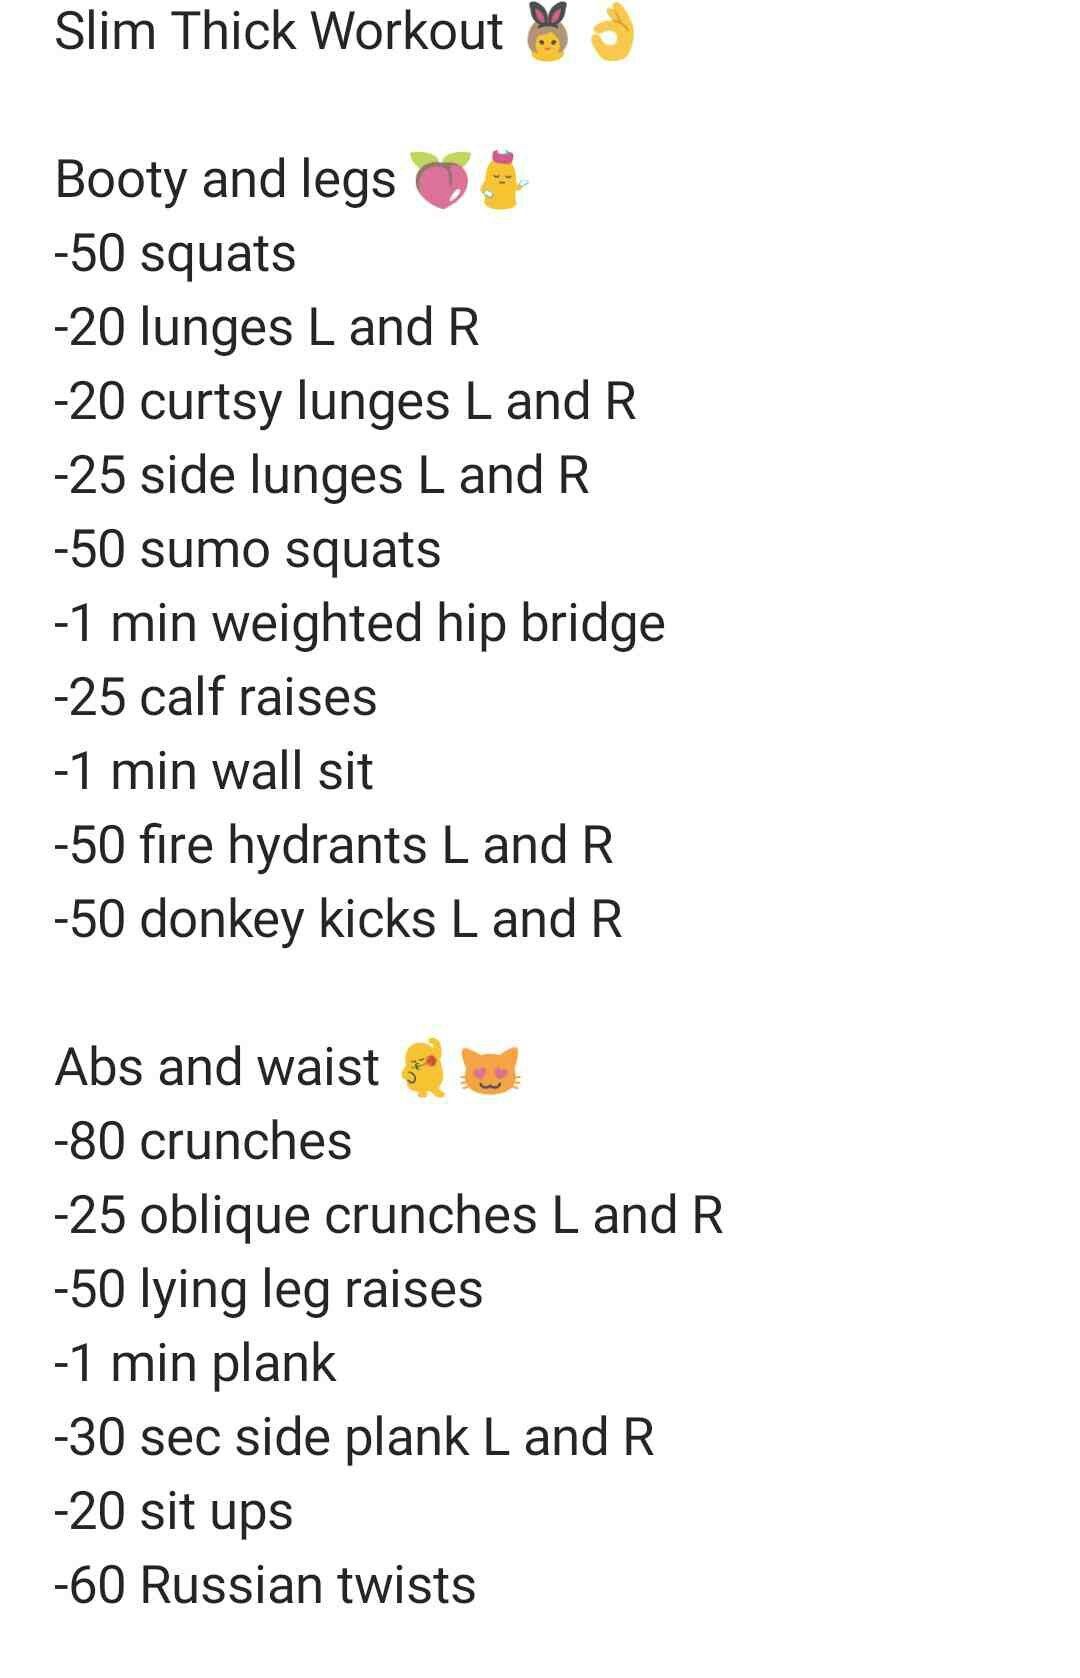 Slim Thick Workout 👯👌
Booty and legs 🍑💁
-50 squats
-20 lunges L and R
-20 curtsy lunges L and R
-25 side lunges L and R
-50 sumo squats
-1 min weighted hip bridge
-25 calf raises
-1 min wall sit
-50 fire hydrants L and R
-50 donkey kicks L and R
Abs and waist 💃😻
-80 crunches
-25 oblique crunches L and R
-50 lying leg raises
-1 min plank
-30 sec side plank L and R
-20 sit ups
-60 Russian twists